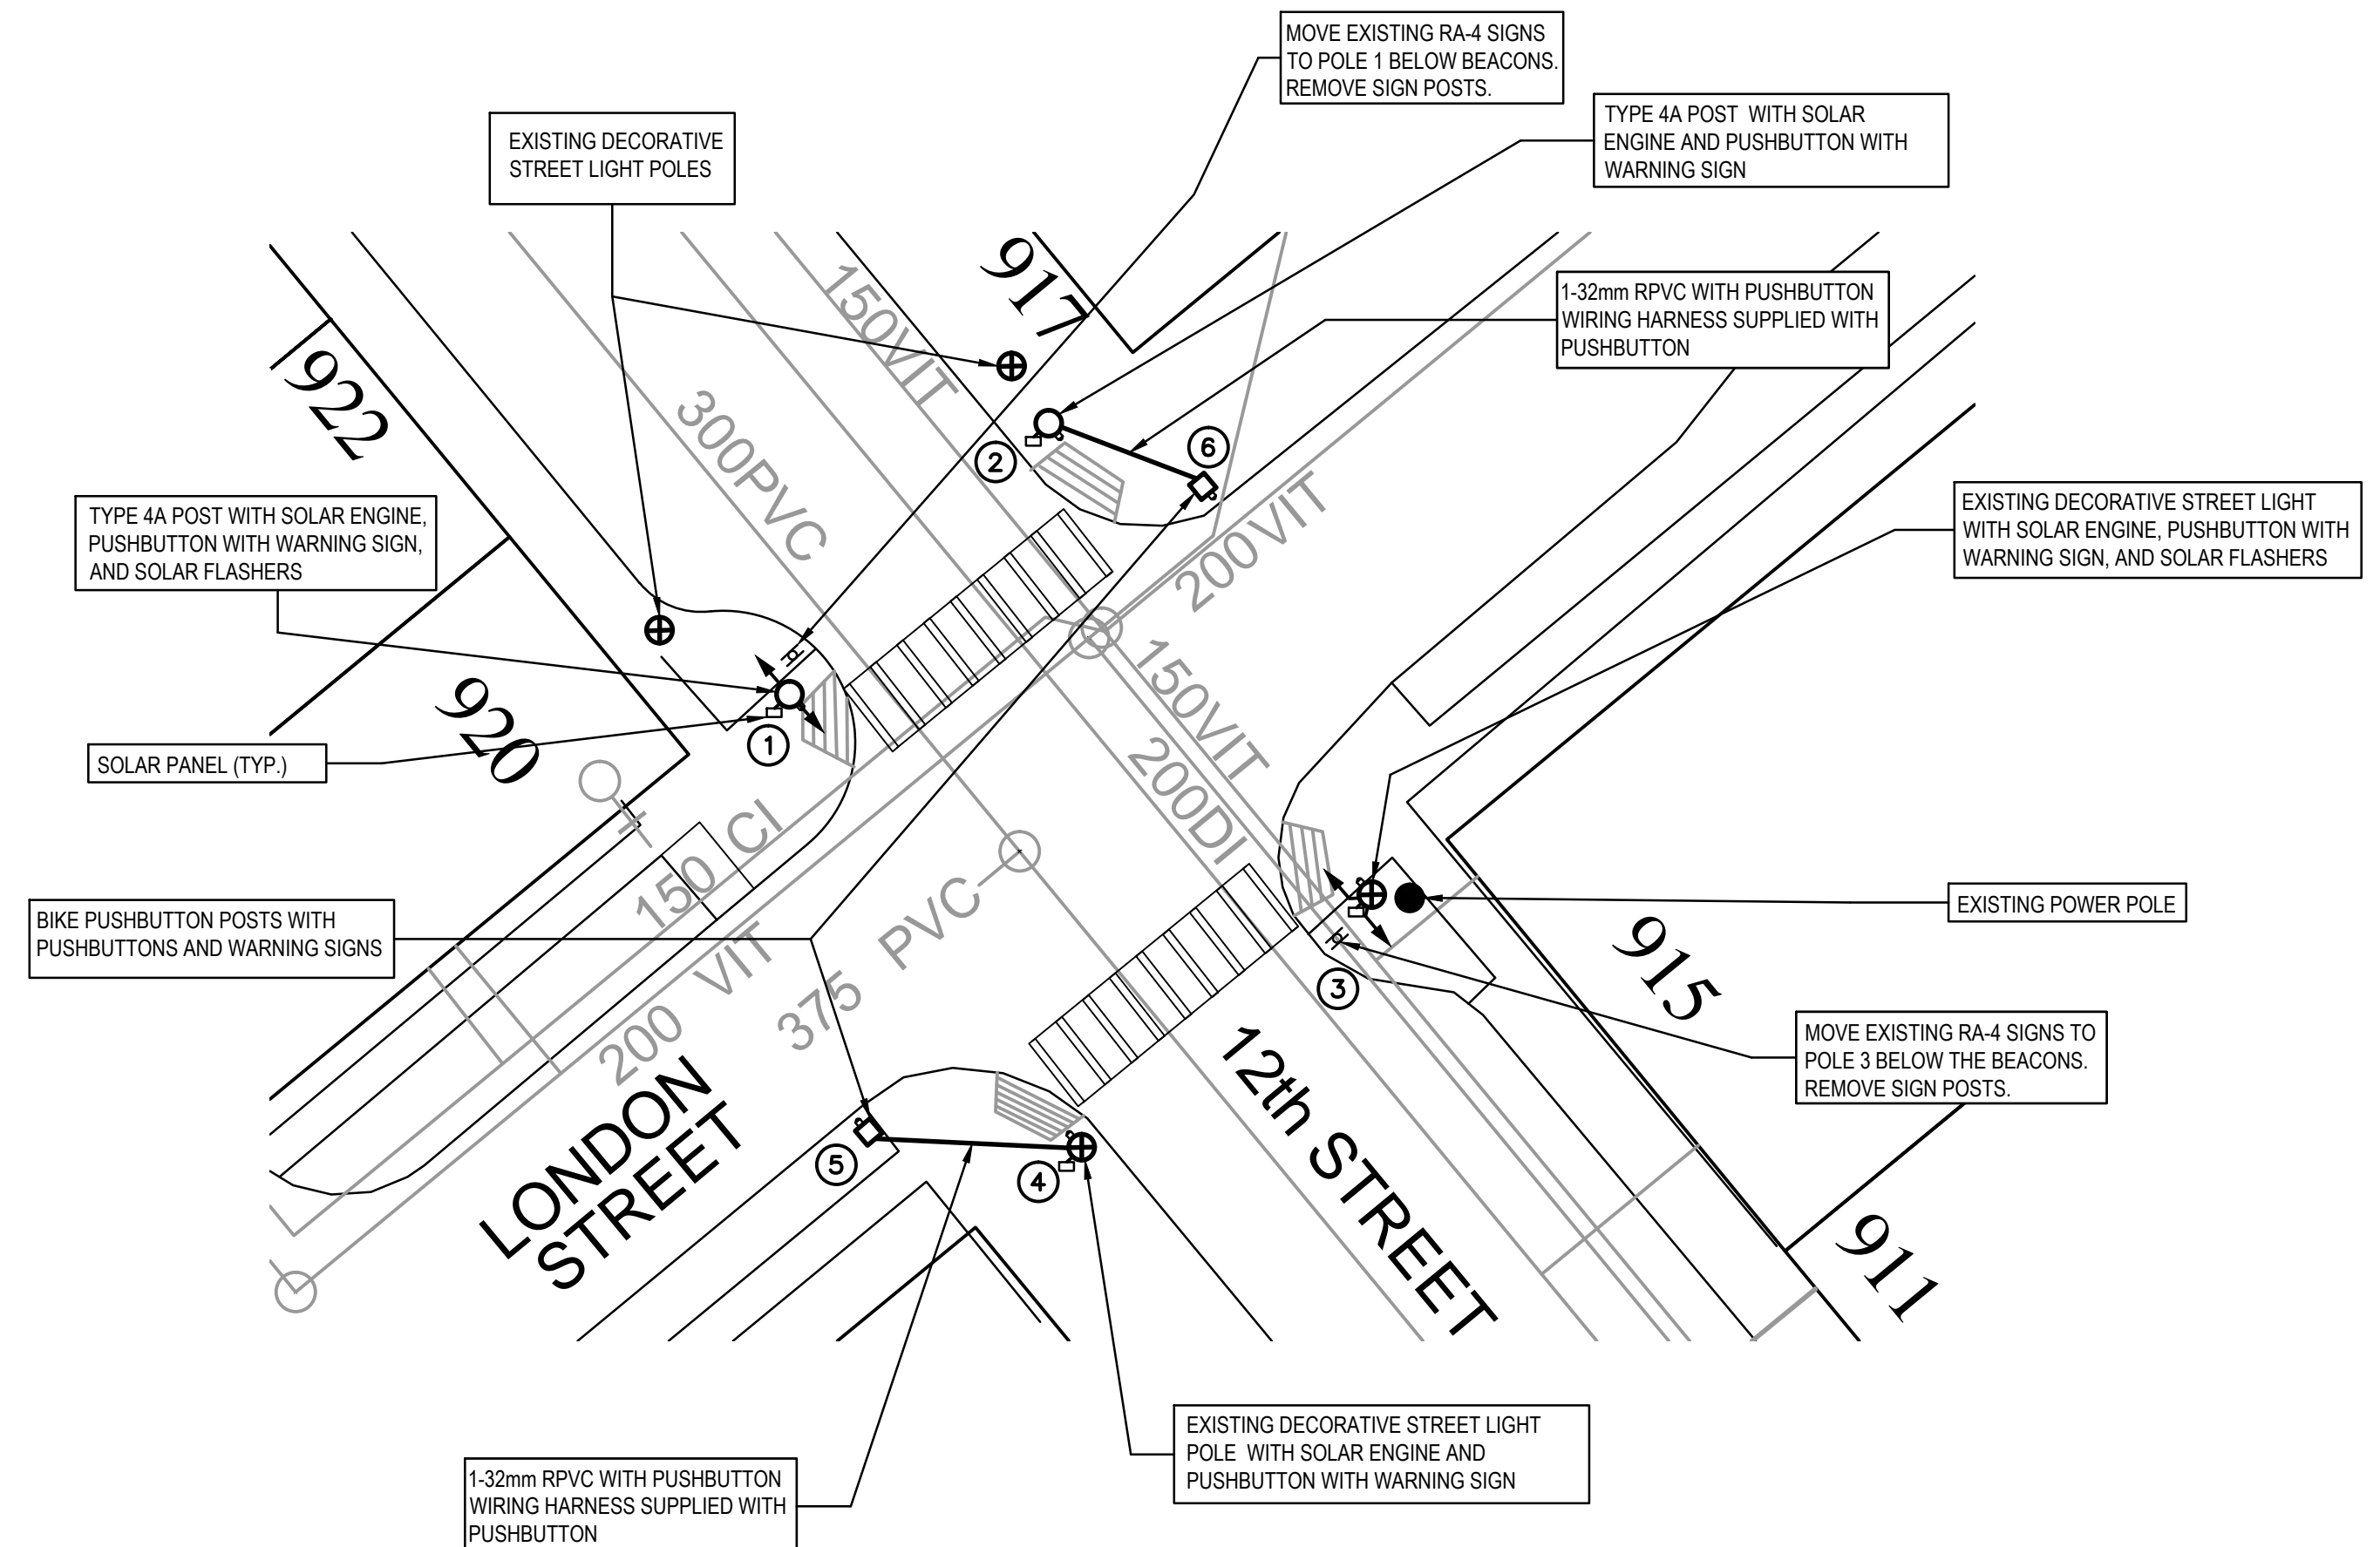 MOVE EXISTING RA-4 SIGNS
TO POLE 1 BELOW BEACONS.
REMOVE SIGN POSTS.
TYPE 4A POST WITH SOLAR
ENGINE AND PUSHBUTTON WITH
WARNING SIGN
EXISTING DECORATIVE
STREET LIGHT POLES
1-32mm RPVC WITH PUSHBUTTON
WIRING HARNESS SUPPLIED WITH
PUSHBUTTON
917
150VIT
922
300PVC
2
6
TYPE 4A POST WITH SOLAR ENGINE,
PUSHBUTTON WITH WARNING SIGN,
AND SOLAR FLASHERS
200VIT
EXISTING DECORATIVE STREET LIGHT
WITH SOLAR ENGINE, PUSHBUTTON WITH
WARNING SIGN, AND SOLAR FLASHERS
920
1
150VIT
200DI
SOLAR PANEL (TYP.)
150 CI
BIKE PUSHBUTTON POSTS WITH
PUSHBUTTONS AND WARNING SIGNS
EXISTING POWER POLE
915
200 VIT
375 PVC
3
MOVE EXISTING RA-4 SIGNS TO
POLE 3 BELOW THE BEACONS.
REMOVE SIGN POSTS.
LONDON
STREET
12th STREET
5
4
911
EXISTING DECORATIVE STREET LIGHT
POLE WITH SOLAR ENGINE AND
PUSHBUTTON WITH WARNING SIGN
1-32mm RPVC WITH PUSHBUTTON
WIRING HARNESS SUPPLIED WITH
PUSHBUTTON